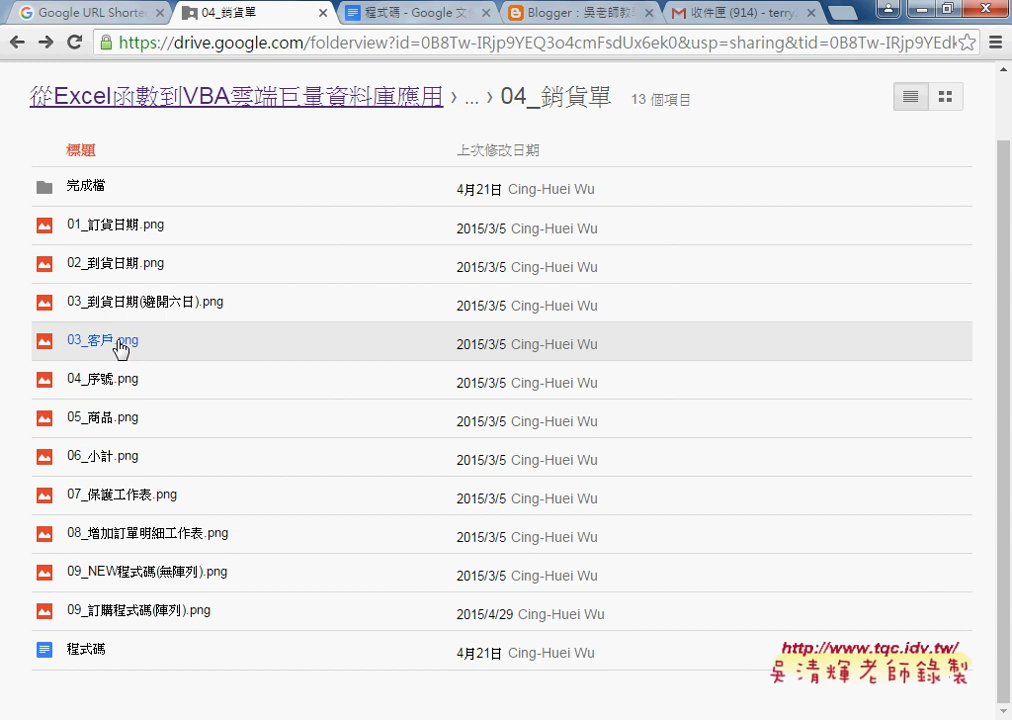 Google URL Shorte
04_銷貨單
程式碼 - Google 文
Blogger：吳老師教
收件匣 (914) - terry.
https://drive.google.com/folderview?id=0B8Tw-IRjp9YEQ3o4cmFsdUx6ek0&usp=sharing&tid=0B8Tw-IRjp9YEdk
從Excel函數到VBA雲端巨量資料庫應用 › ... › 04_銷貨單 13 個項目
標題 上次修改日期
完成檔 4月21日 Cing-Huei Wu
01_訂貨日期.png 2015/3/5 Cing-Huei Wu
02_到貨日期.png 2015/3/5 Cing-Huei Wu
03_到貨日期(避開六日).png 2015/3/5 Cing-Huei Wu
03_客戶.png 2015/3/5 Cing-Huei Wu
04_序號.png 2015/3/5 Cing-Huei Wu
05_商品.png 2015/3/5 Cing-Huei Wu
06_小計.png 2015/3/5 Cing-Huei Wu
07_保護工作表.png 2015/3/5 Cing-Huei Wu
08_增加訂單明細工作表.png 2015/3/5 Cing-Huei Wu
09_NEW程式碼(無陣列).png 2015/3/5 Cing-Huei Wu
09_訂購程式碼(陣列).png 2015/4/29 Cing-Huei Wu
程式碼 4月21日 Cing-Huei Wu
http://www.tqc.idv.tw/
吳清輝老師錄製